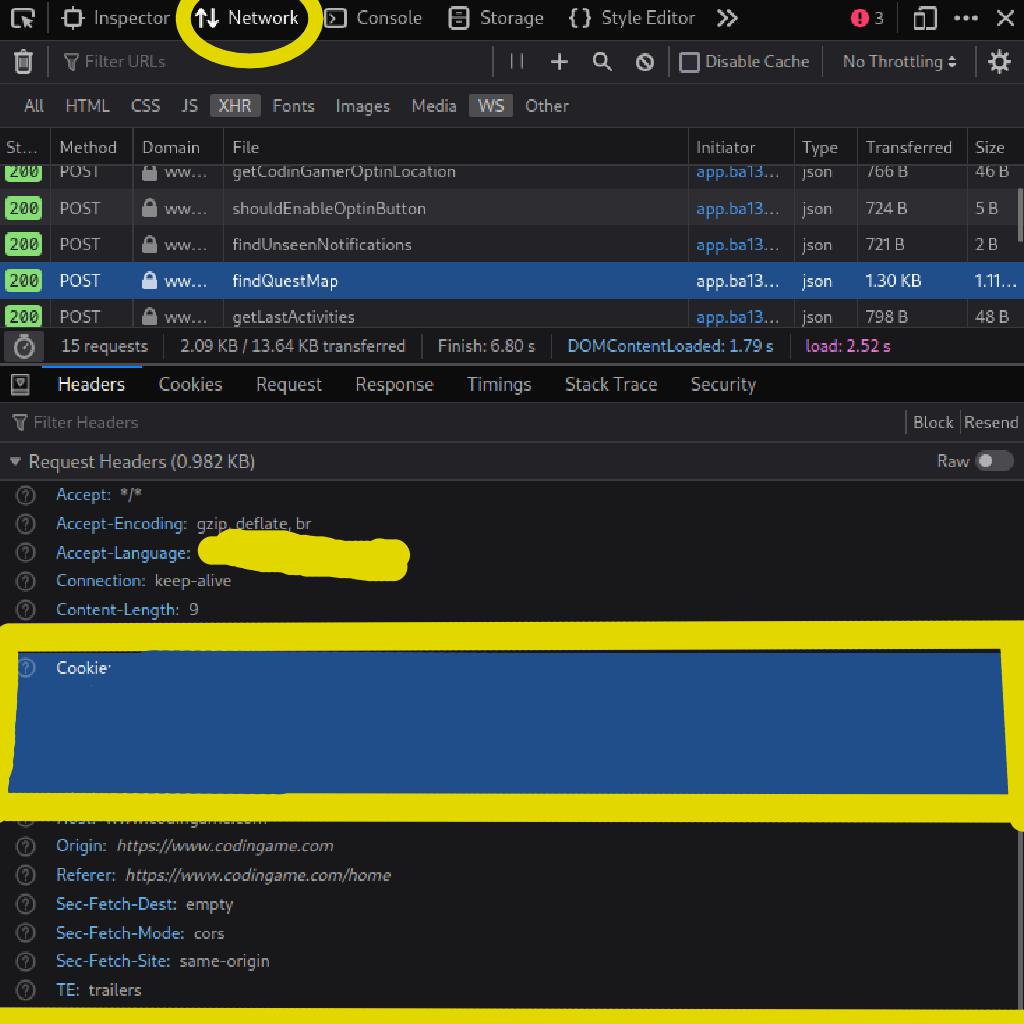 Inspector Network Console Storage Style Editor 3
Filter URLs Disable Cache No Throttling
All HTML CSS JS XHR Fonts Images Media WS Other
St... Method Domain File Initiator Type Transferred Size
200 POST ww... getCodinGamerOptinLocation app.ba13... json 766 B 46 B
200 POST ww... shouldEnableOptinButton app.ba13... json 724 B 5 B
200 POST ww... findUnseenNotifications app.ba13... json 721 B 2 B
200 POST ww... findQuestMap app.ba13... json 1.30 KB 1.11...
200 POST ww... getLastActivities app.ba13... json 798 B 48 B
15 requests 2.09 KB / 13.64 KB transferred Finish: 6.80 s DOMContentLoaded: 1.79 s load: 2.52 s
Headers Cookies Request Response Timings Stack Trace Security
Filter Headers Block Resend
Request Headers (0.982 KB) Raw
Accept: */*
Accept-Encoding: gzip, deflate, br
Accept-Language:
Connection: keep-alive
Content-Length: 9
Cookie:
Host: www.codingame.com
Origin: https://www.codingame.com
Referer: https://www.codingame.com/home
Sec-Fetch-Dest: empty
Sec-Fetch-Mode: cors
Sec-Fetch-Site: same-origin
TE: trailers